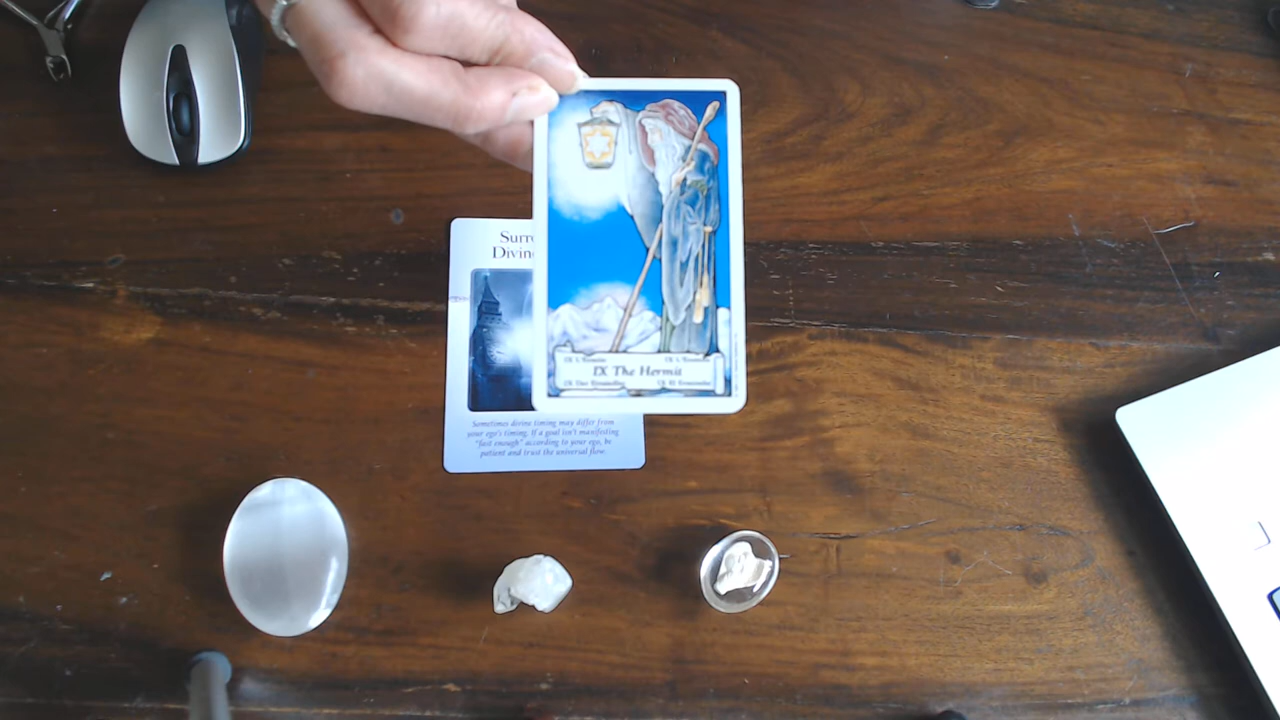 Surr
Divin
IX The Hermit
Sometimes divine timing may differ from
your ego's timing. If a goal isn't manifesting
"fast enough" according to your ego, be
patient and trust the universal flow.